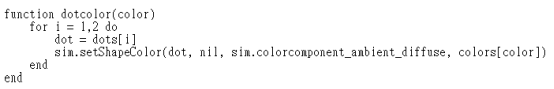 function dotcolor(color)
    for i = 1,2 do
        dot = dots[i]
        sim.setShapeColor(dot, nil, sim.colorcomponent_ambient_diffuse, colors[color])
    end
end